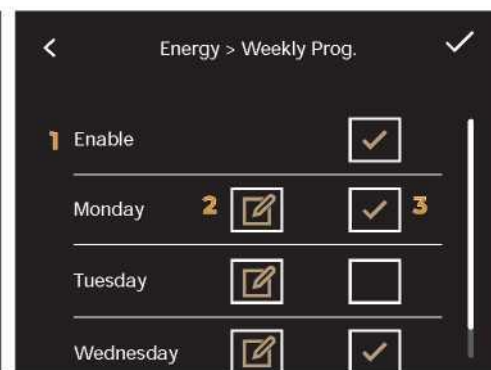 Energy > Weekly Prog.
1 Enable
Monday 2 3
Tuesday
Wednesday